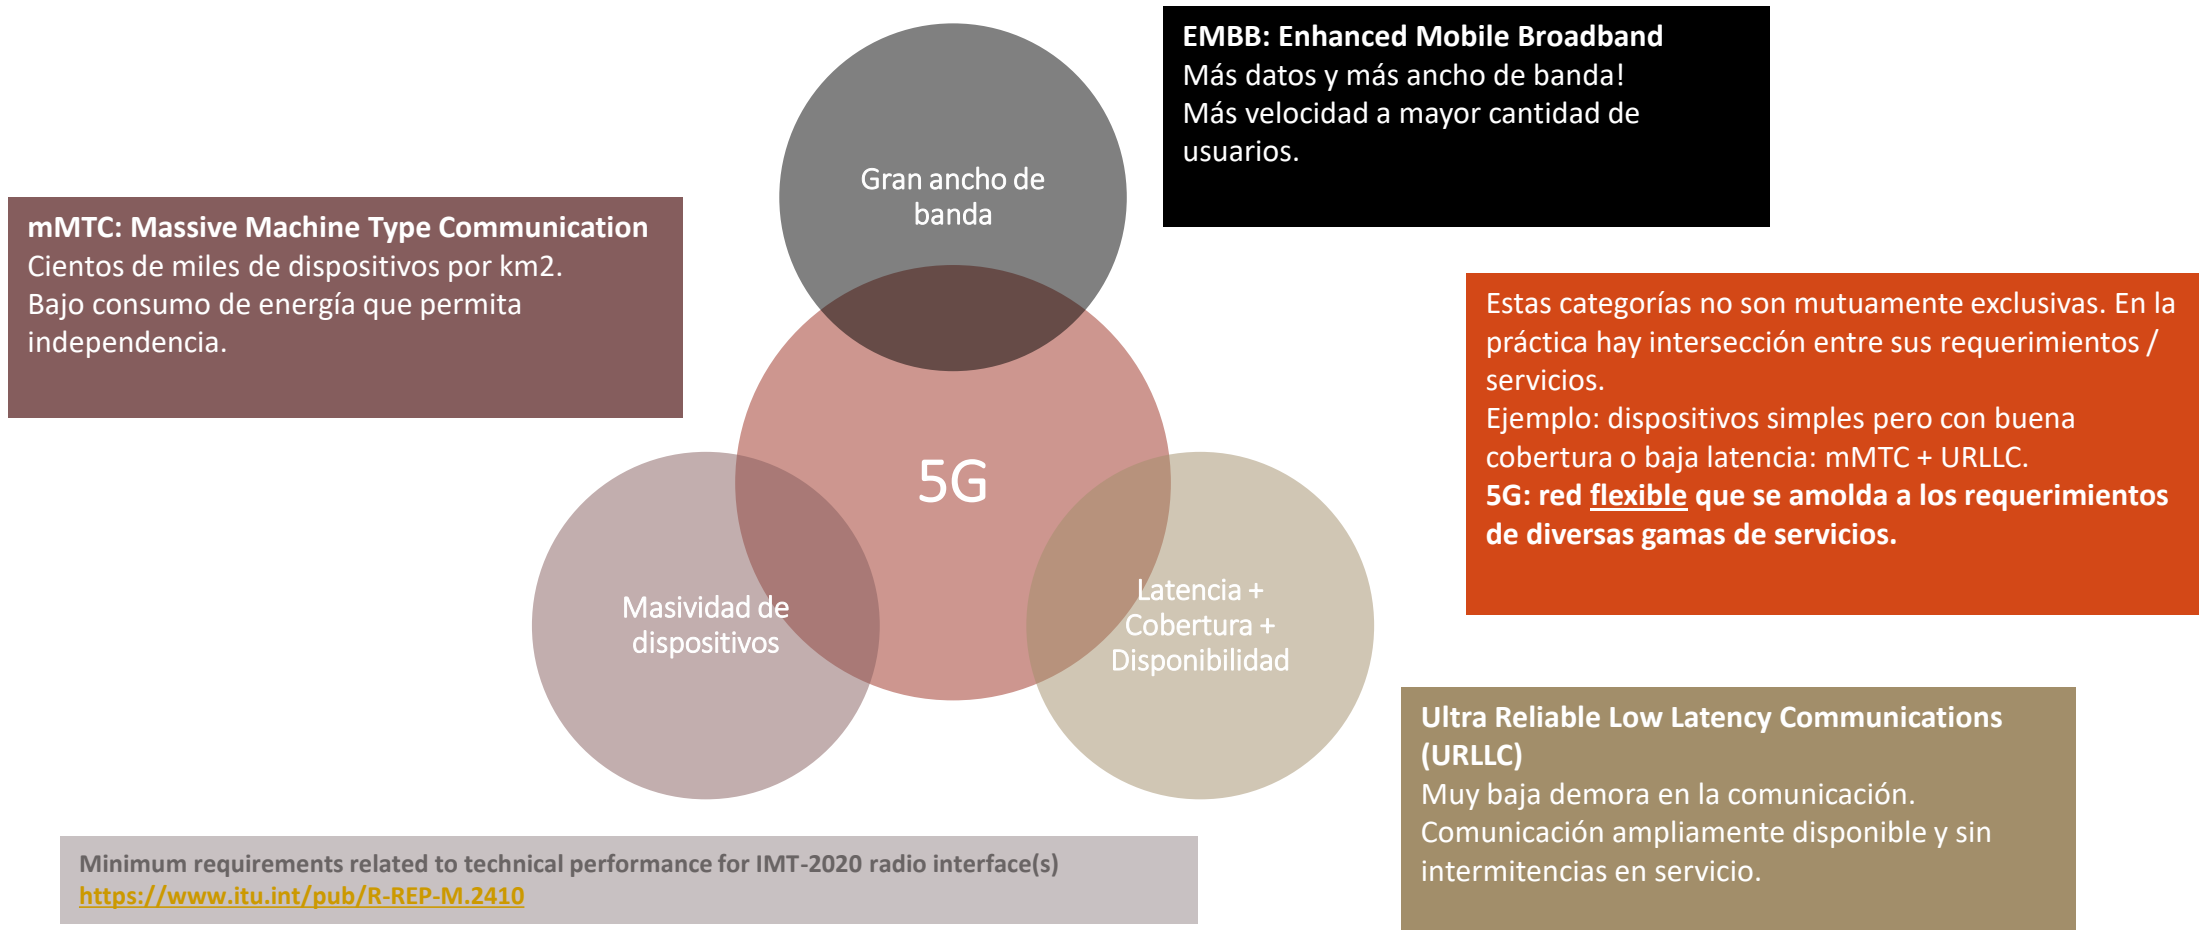 EMBB: Enhanced Mobile Broadband
Más datos y más ancho de banda!
Más velocidad a mayor cantidad de
usuarios.
Gran ancho de
banda
mMTC: Massive Machine Type Communication
Cientos de miles de dispositivos por km2.
Bajo consumo de energía que permita
independencia.
Estas categorías no son mutuamente exclusivas. En la
práctica hay intersección entre sus requerimientos /
servicios.
Ejemplo: dispositivos simples pero con buena
cobertura o baja latencia: mMTC + URLLC.
5G: red flexible que se amolda a los requerimientos
de diversas gamas de servicios.
5G
Masividad de
dispositivos
Latencia +
Cobertura +
Disponibilidad
Ultra Reliable Low Latency Communications
(URLLC)
Muy baja demora en la comunicación.
Comunicación ampliamente disponible y sin
intermitencias en servicio.
Minimum requirements related to technical performance for IMT-2020 radio interface(s)
https://www.itu.int/pub/R-REP-M.2410